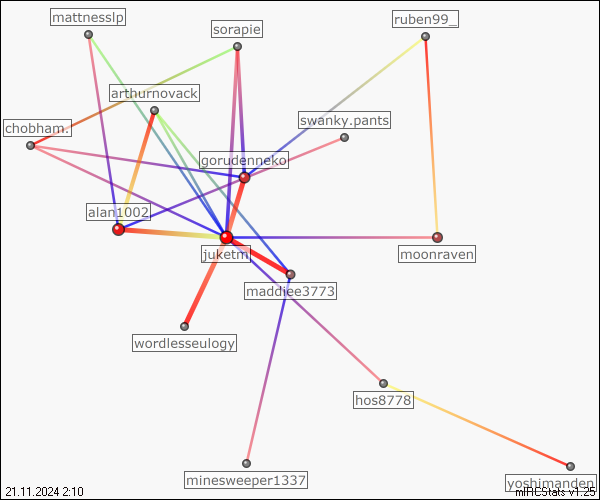 mattnesslp
ruben99_
sorapie
arthurnovack
swanky.pants
chobham.
gorudenneko
alan1002
juketm
moonraven
maddiee3773
wordlesseulogy
hos8778
minesweeper1337
yoshimanden
21.11.2024 2:10
mIRCStats v1.25